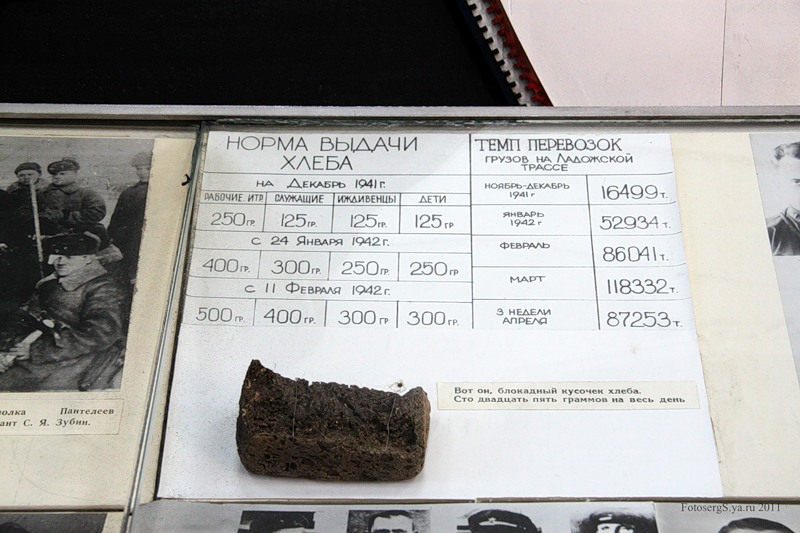 НОРМА ВЫДАЧИ
ХЛЕБА
НА ДЕКАБРЬ 1941 Г.
РАБОЧИЕ, ИТР СЛУЖАЩИЕ ИЖДИВЕНЦЫ ДЕТИ
250 ГР. 125 ГР. 125 ГР. 125 ГР
С 24 ЯНВАРЯ 1942 Г.
400 ГР. 300 ГР. 250 ГР. 250 ГР
С 11 ФЕВРАЛЯ 1942 Г.
500 ГР. 400 ГР. 300 ГР 300 ГР.
ТЕМП ПЕРЕВОЗОК
ГРУЗОВ НА ЛАДОЖСКОЙ
ТРАССЕ
НОЯБРЬ-ДЕКАБРЬ
1941 Г 16499 Т.
ЯНВАРЬ
1942 Г 52934 Т.
ФЕВРАЛЬ 86041 Т.
МАРТ 118332 Т.
3 НЕДЕЛИ
АПРЕЛЯ 87253 Т.
Вот он, блокадный кусочек хлеба.
Сто двадцать пять граммов на весь день
Пантелеев
С. Я. Зубин.
FotosergS.ya.ru 2011